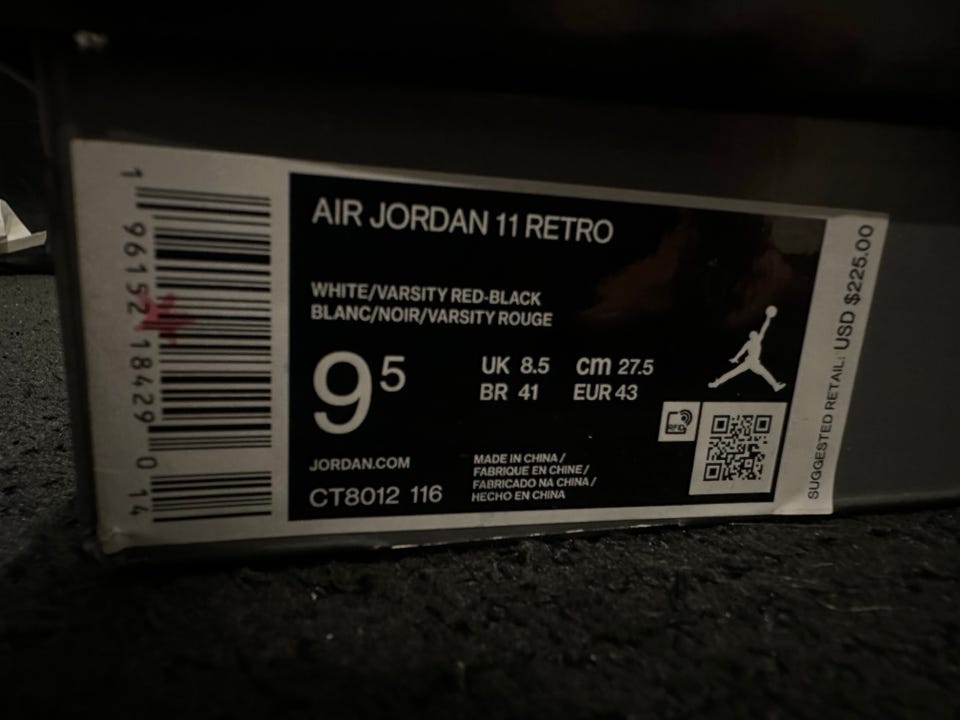 AIR JORDAN 11 RETRO
WHITE/VARSITY RED-BLACK
BLANC/NOIR/VARSITY ROUGE
9 5
UK 8.5 cm 27.5
BR 41 EUR 43
RFID
JORDAN.COM
CT8012 116
MADE IN CHINA /
FABRIQUE EN CHINE /
FABRICADO NA CHINA /
HECHO EN CHINA
SUGGESTED RETAIL: USD $225.00
1 96152 18429 0 14